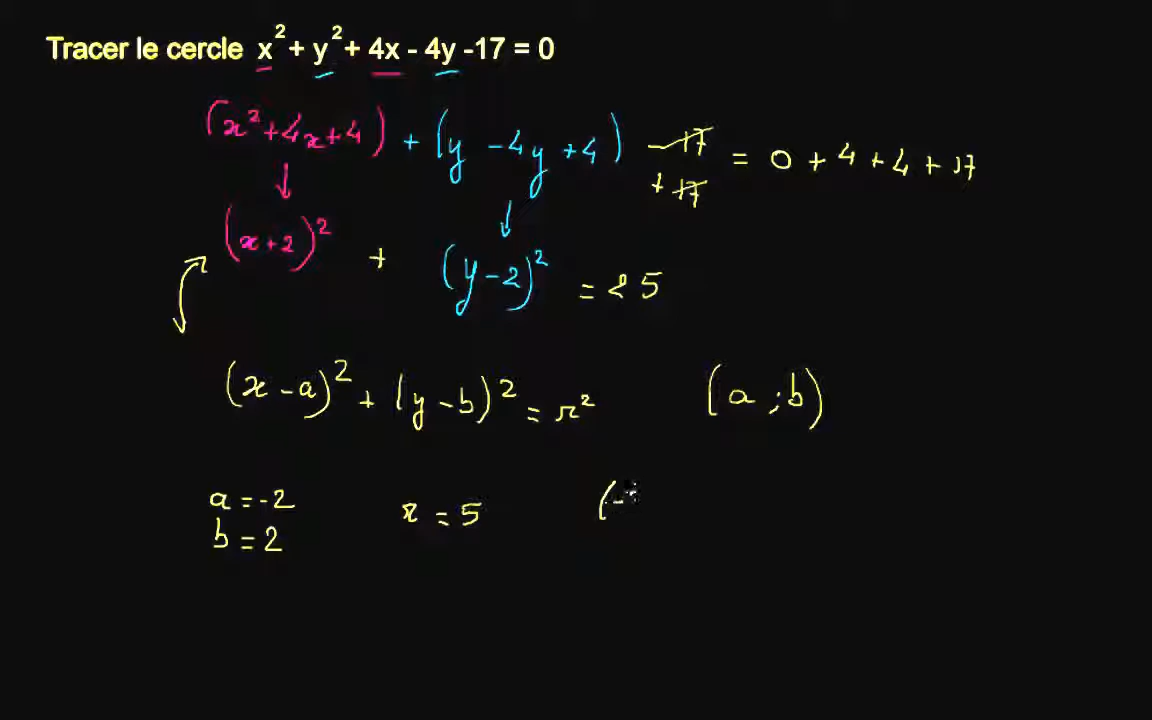 Tracer le cercle x² + y² + 4x - 4y -17 = 0
(x² + 4x + 4) + (y - 4y + 4) - 17 = 0 + 4 + 4 + 17
+ 17
(x + 2)² + (y - 2)² = 25
(x - a)² + (y - b)² = r² (a ; b)
a = -2
b = 2
r = 5 (-